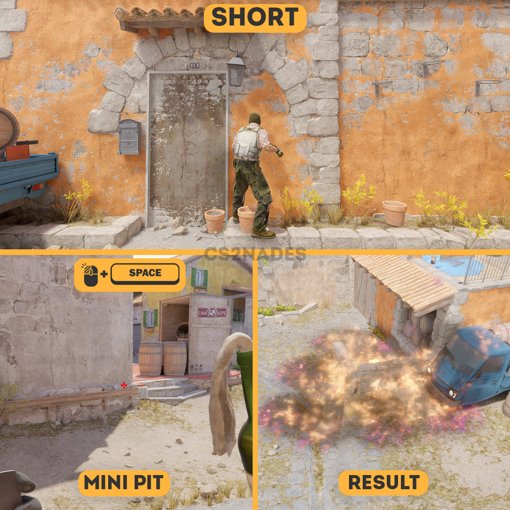 SHORT
CS2NADES
+ SPACE
MINI PIT
RESULT